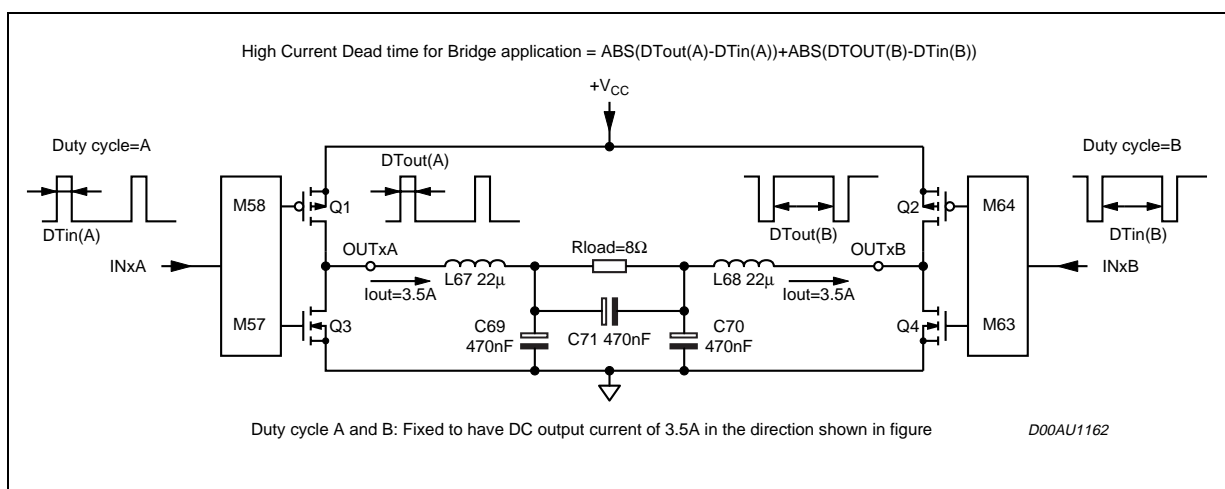 High Current Dead time for Bridge application = ABS(DTout(A)-DTin(A))+ABS(DTOUT(B)-DTin(B))
+VCC
Duty cycle=A
Duty cycle=B
DTout(A)
M58
Q1
DTout(B)
Q2
M64
DTin(A)
DTin(B)
OUTxA
Rload=8Ω
OUTxB
INxA
INxB
L67 22μ
L68 22μ
Iout=3.5A
Iout=3.5A
M57
Q3
C69
470nF
C71 470nF
C70
470nF
Q4
M63
Duty cycle A and B: Fixed to have DC output current of 3.5A in the direction shown in figure
D00AU1162